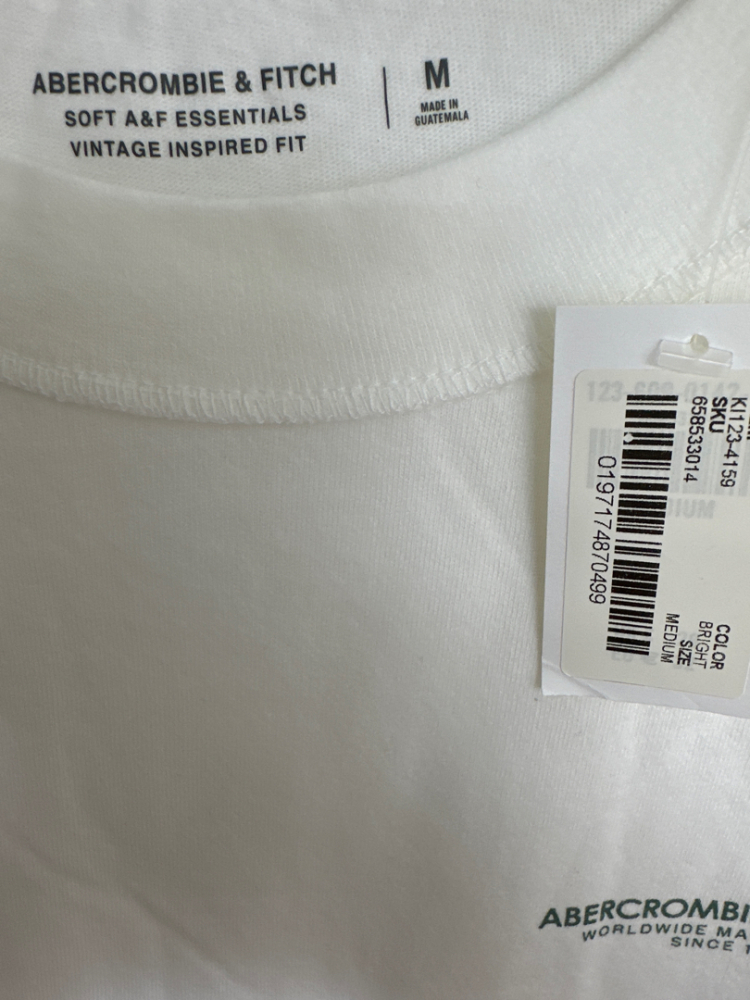 ABERCROMBIE & FITCH
SOFT A&F ESSENTIALS
VINTAGE INSPIRED FIT
M
MADE IN
GUATEMALA
KI123-4159
SKU
658533014
0197174870499
COLOR
BRIGHT
SIZE
MEDIUM
ABERCROMBI
WORLDWIDE MA
SINCE 1